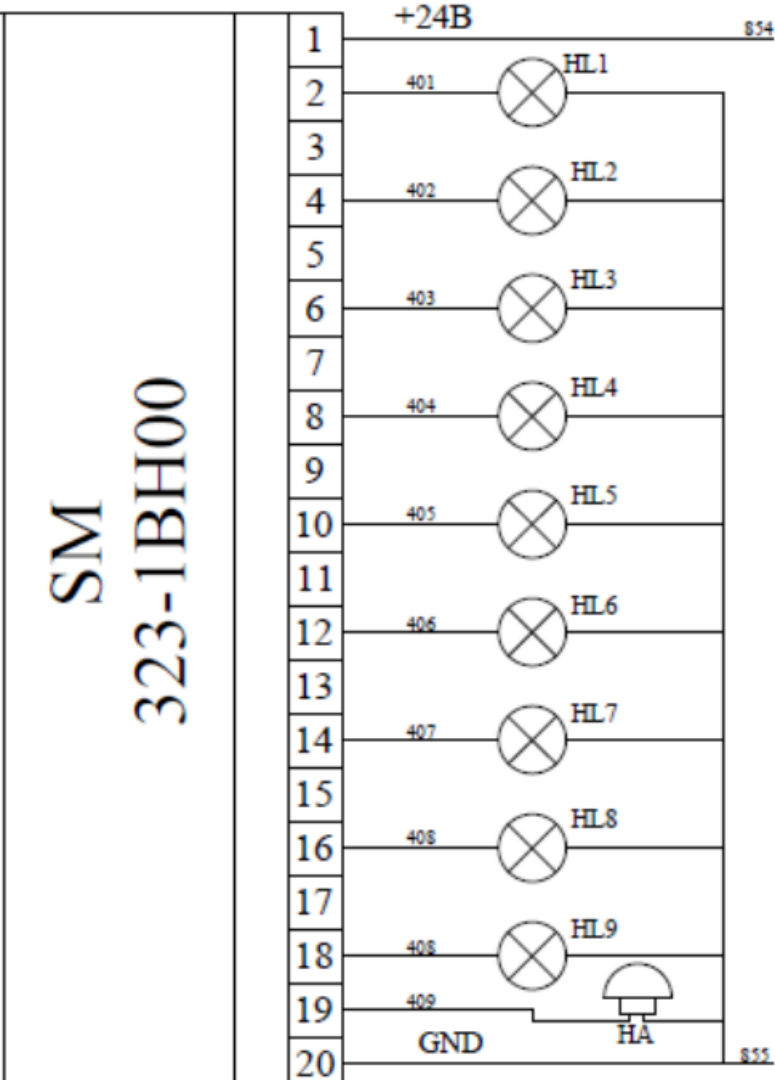 SM
323-1BH00
1 +24В 854
2 401 HL1
3
4 402 HL2
5
6 403 HL3
7
8 404 HL4
9
10 405 HL5
11
12 406 HL6
13
14 407 HL7
15
16 408 HL8
17
18 408 HL9
19 409 HA
20 GND 855